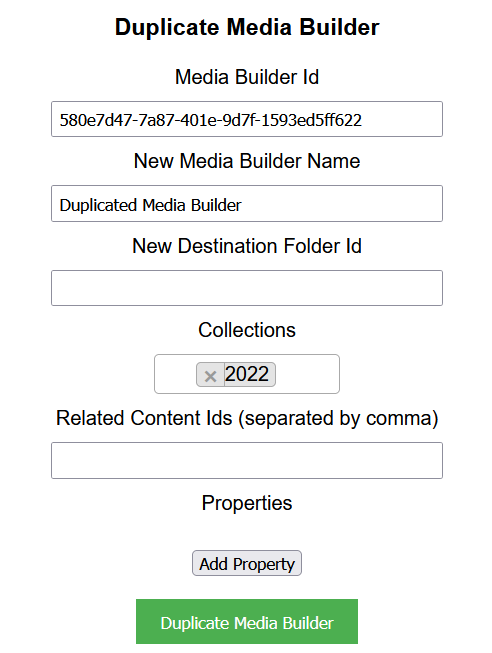 Duplicate Media Builder
Media Builder Id
580e7d47-7a87-401e-9d7f-1593ed5ff622
New Media Builder Name
Duplicated Media Builder
New Destination Folder Id
Collections
×2022
Related Content Ids (separated by comma)
Properties
Add Property
Duplicate Media Builder